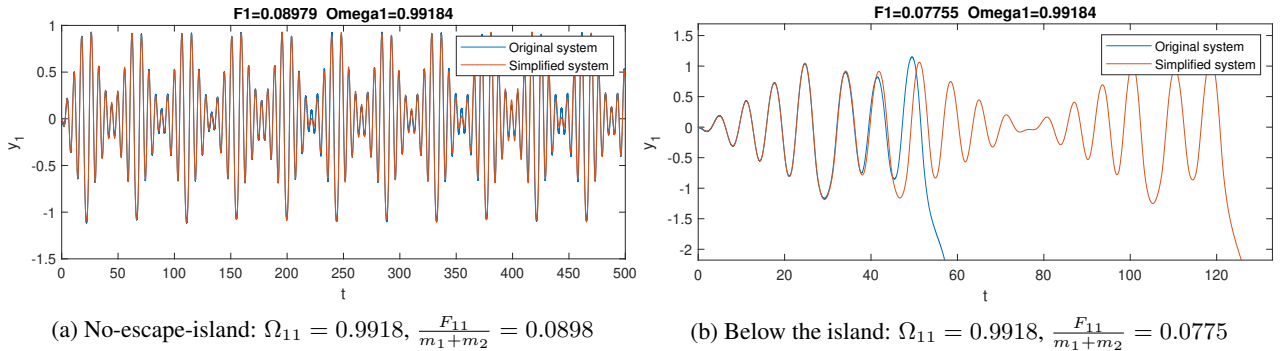 F1=0.08979 Omega1=0.99184
1
0.5
0
-0.5
-1
-1.5
y1
Original system
Simplified system
0 50 100 150 200 250 300 350 400 450 500
t
(a) No-escape-island: Ω11 = 0.9918, F11/(m1+m2) = 0.0898
F1=0.07755 Omega1=0.99184
1.5
1
0.5
0
-0.5
-1
-1.5
-2
y1
Original system
Simplified system
0 20 40 60 80 100 120
t
(b) Below the island: Ω11 = 0.9918, F11/(m1+m2) = 0.0775